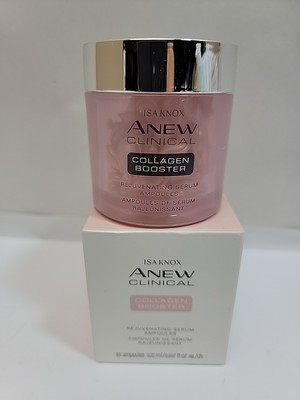 ISA KNOX
ANEW
CLINICAL
COLLAGEN
BOOSTER
REJUVENATING SERUM
AMPOULES
AMPOULES DE SÉRUM
RAJEUNISSANT
ISA KNOX
ANEW
CLINICAL
COLLAGEN
BOOSTER
REJUVENATING SERUM
AMPOULES
AMPOULES DE SÉRUM
RAJEUNISSANT